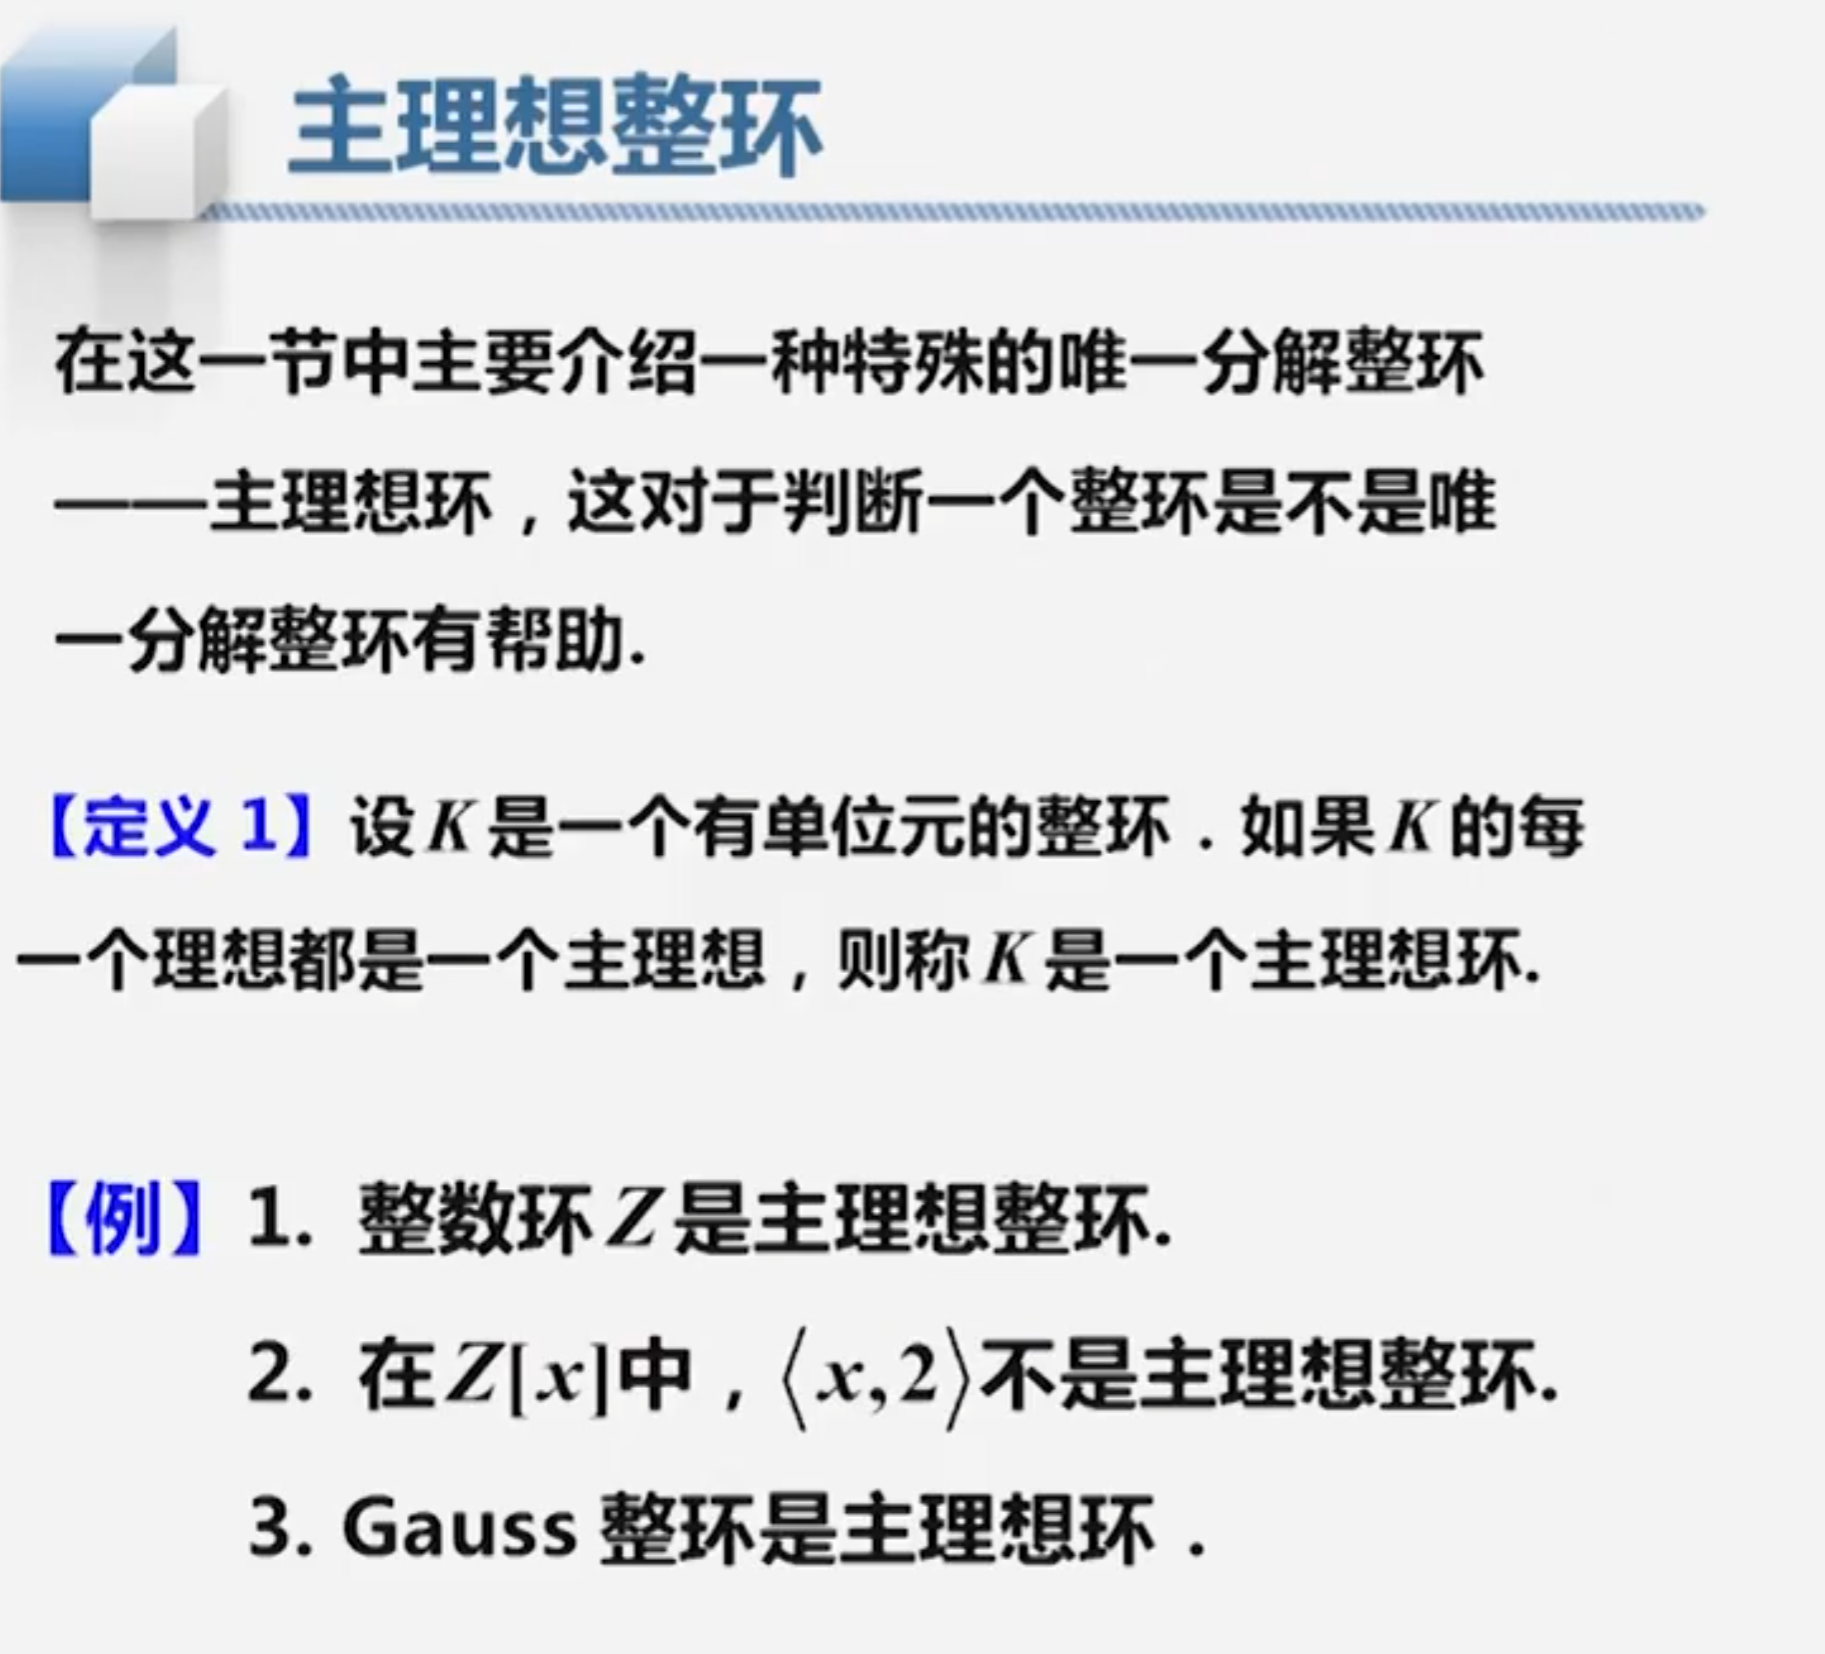 主理想整环
在这一节中主要介绍一种特殊的唯一分解整环
——主理想环，这对于判断一个整环是不是唯
一分解整环有帮助.
【定义 1】设K是一个有单位元的整环．如果K的每
一个理想都是一个主理想，则称K是一个主理想环.
【例】1. 整数环Z是主理想整环.
2. 在Z[x]中，⟨x,2⟩不是主理想整环.
3. Gauss 整环是主理想环．